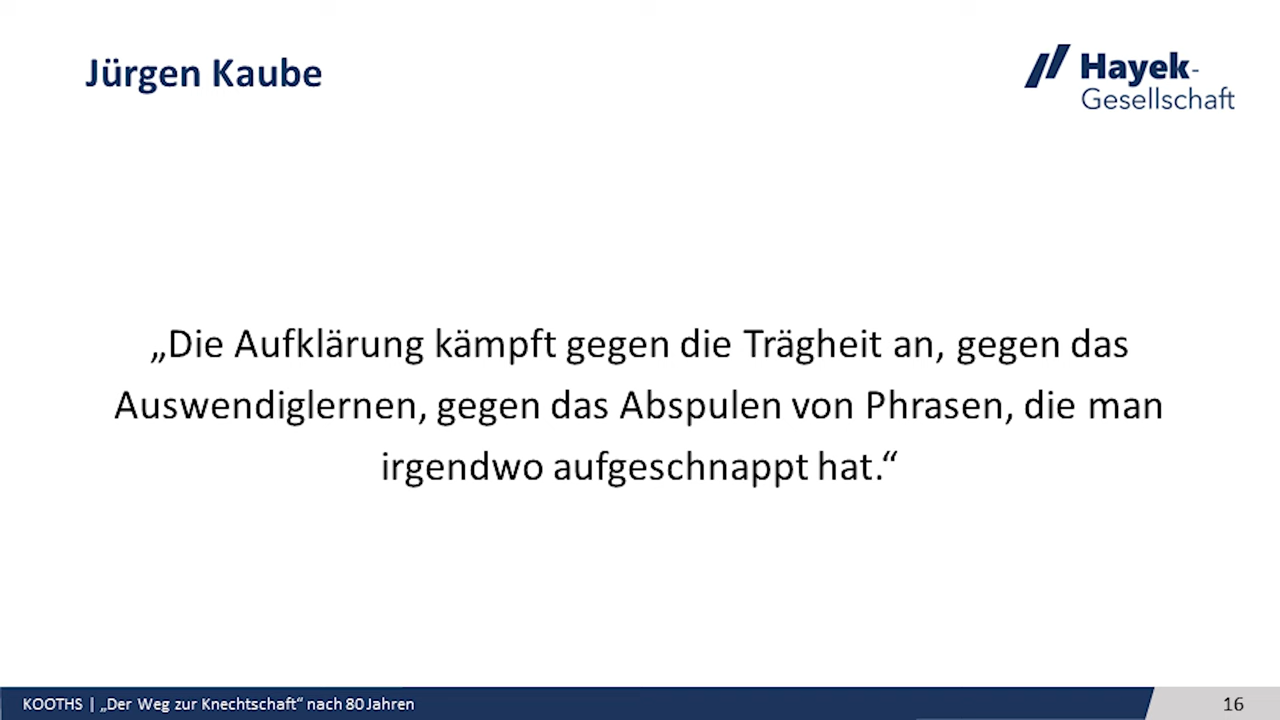 Jürgen Kaube
Hayek-
Gesellschaft
„Die Aufklärung kämpft gegen die Trägheit an, gegen das
Auswendiglernen, gegen das Abspulen von Phrasen, die man
irgendwo aufgeschnappt hat.“
KOOTHS | „Der Weg zur Knechtschaft“ nach 80 Jahren
16